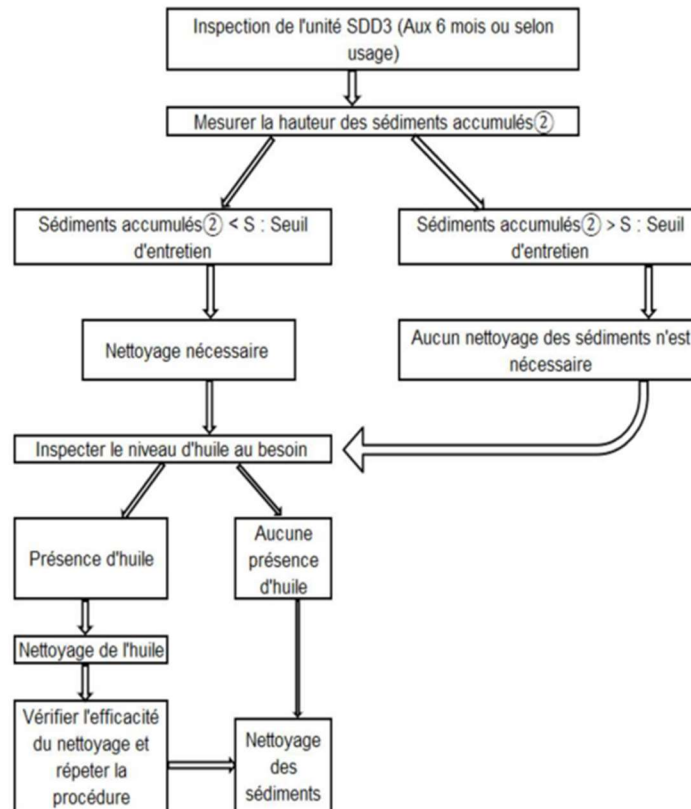 Inspection de l'unité SDD3 (Aux 6 mois ou selon
usage)
Mesurer la hauteur des sédiments accumulés②
Sédiments accumulés② < S : Seuil
d'entretien
Sédiments accumulés② > S : Seuil
d'entretien
Nettoyage nécessaire
Aucun nettoyage des sédiments n'est
nécessaire
Inspecter le niveau d'huile au besoin
Présence d'huile
Aucune
présence
d'huile
Nettoyage de l'huile
Vérifier l'efficacité
du nettoyage et
répeter la
procédure
Nettoyage
des
sédiments